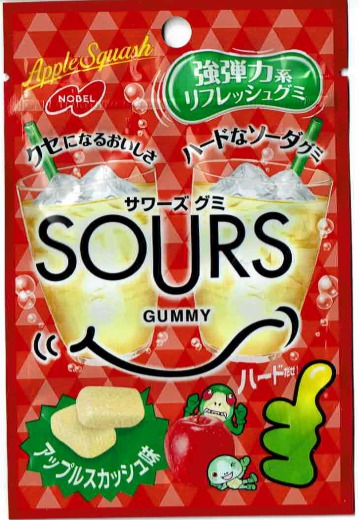 Apple Squash
NOBEL
強弾力系
リフレッシュグミ
クセになるおいしさ
ハードなソーダグミ
サワーズ グミ
SOURS
GUMMY
ハードだぜ!
アップルスカッシュ味